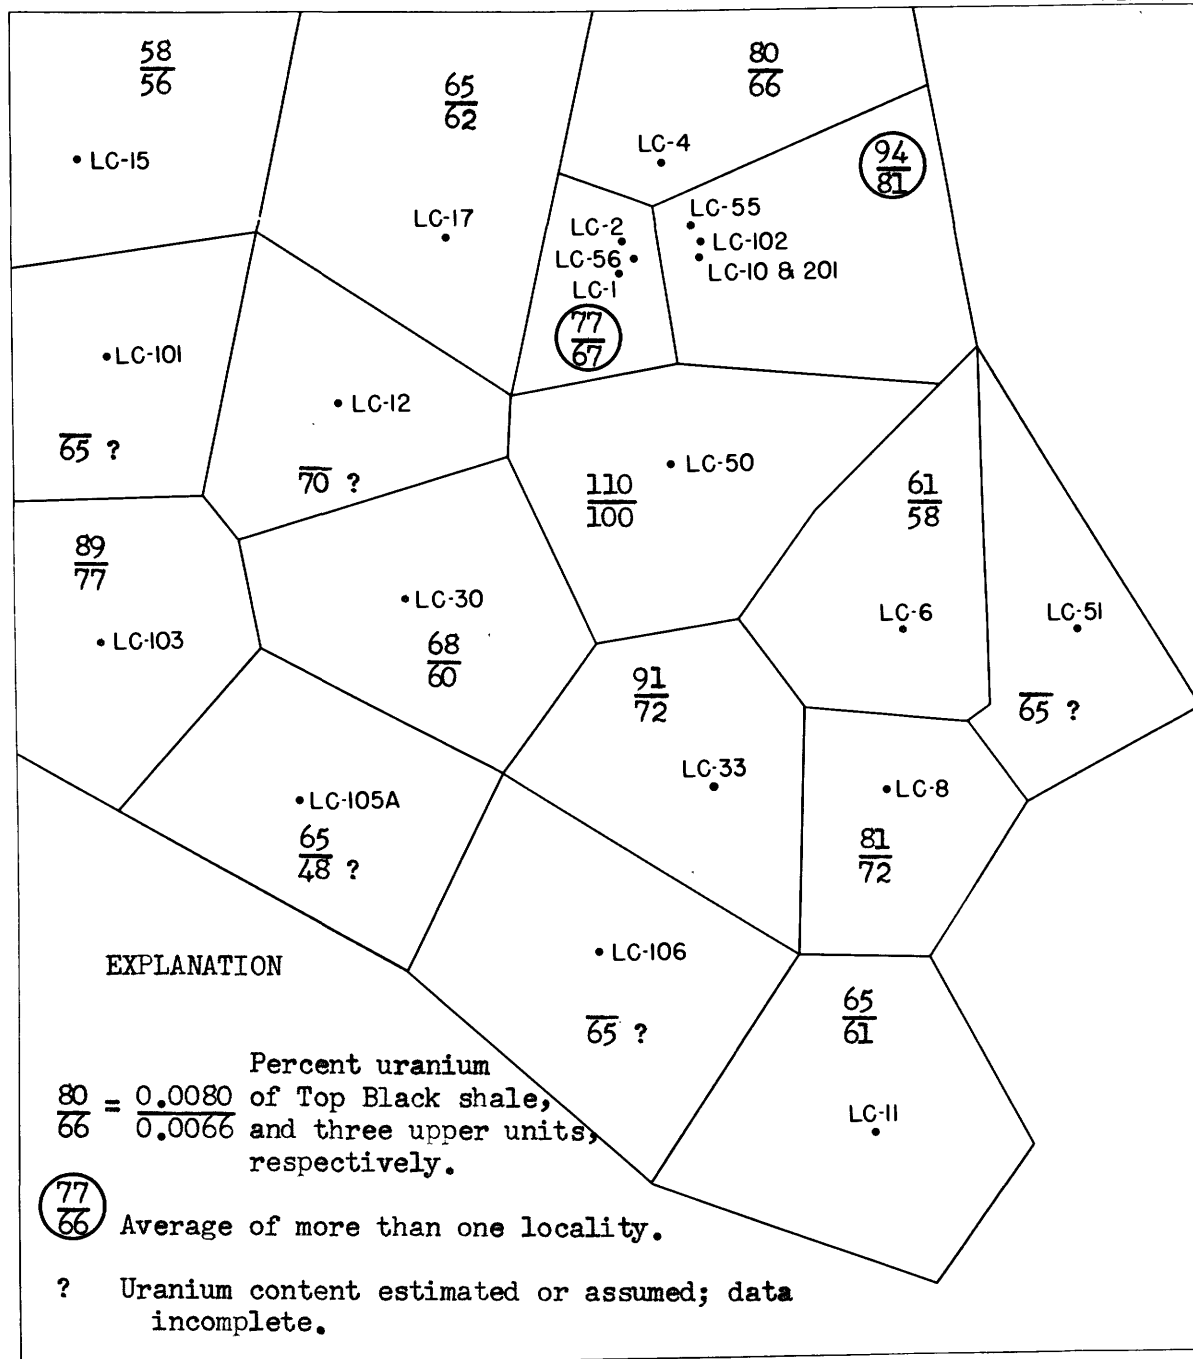 58
56
LC-15
65
62
LC-17
80
66
LC-4
94
81
LC-55
LC-102
LC-10 & 201
LC-2
LC-56
LC-1
77
67
LC-101
65 ?
LC-12
70 ?
LC-50
110
100
61
58
LC-6
LC-51
65 ?
89
77
LC-103
LC-30
68
60
91
72
LC-33
LC-8
81
72
LC-105A
65
48 ?
LC-106
65 ?
65
61
LC-11
EXPLANATION
80
66
=
0.0080
0.0066
Percent uranium
of Top Black shale,
and three upper units,
respectively.
77
66
Average of more than one locality.
? Uranium content estimated or assumed; data
incomplete.